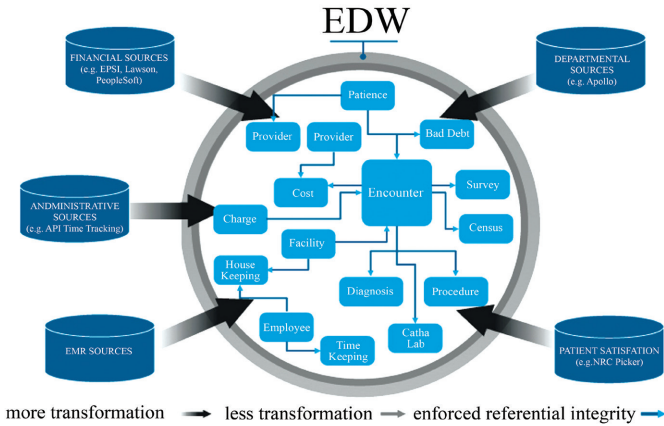 EDW
FINANCIAL SOURCES
(e.g. EPSI, Lawson,
PeopleSoft)
DEPARTMENTAL
SOURCES
(e.g. Apollo)
Patience
Provider
Provider
Bad Debt
Cost
Encounter
Survey
ANDMINISTRATIVE
SOURCES
(e.g. API Time Tracking)
Charge
Census
Facility
House
Keeping
Diagnosis
Procedure
EMR SOURCES
Employee
Time
Keeping
Catha
Lab
PATIENT SATISFATION
(e.g.NRC Picker)
more transformation
less transformation
enforced referential integrity